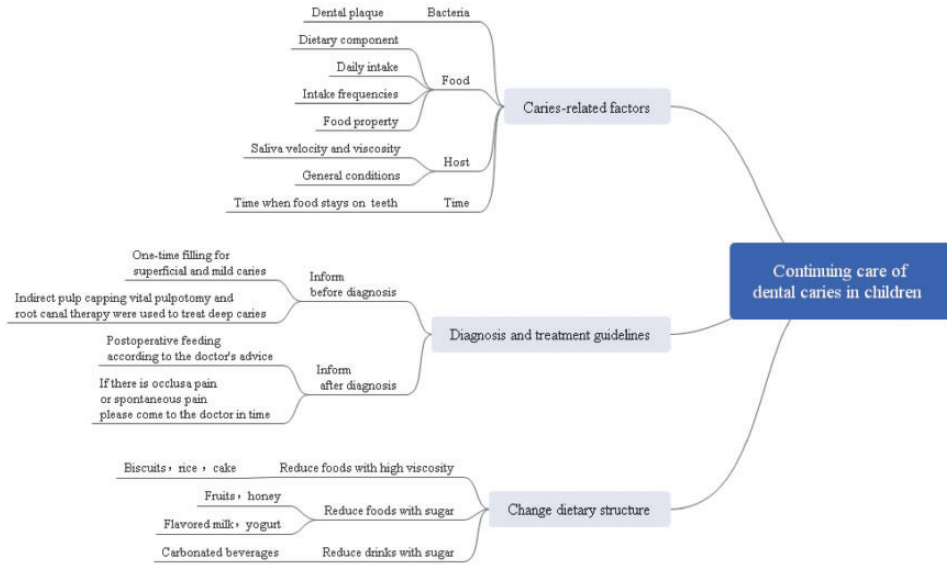 Dental plaque
Bacteria
Dietary component
Daily intake
Intake frequencies
Food property
Food
Saliva velocity and viscosity
General conditions
Host
Time when food stays on teeth
Time
Caries-related factors
One-time filling for
superficial and mild caries
Indirect pulp capping vital pulpotomy and
root canal therapy were used to treat deep caries
Inform
before diagnosis
Postoperative feeding
according to the doctor's advice
If there is occlusa pain
or spontaneous pain
please come to the doctor in time
Inform
after diagnosis
Diagnosis and treatment guidelines
Biscuits，rice，cake
Reduce foods with high viscosity
Fruits，honey
Flavored milk，yogurt
Reduce foods with sugar
Carbonated beverages
Reduce drinks with sugar
Change dietary structure
Continuing care of
dental caries in children